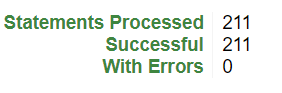 Statements Processed 211
Successful 211
With Errors 0